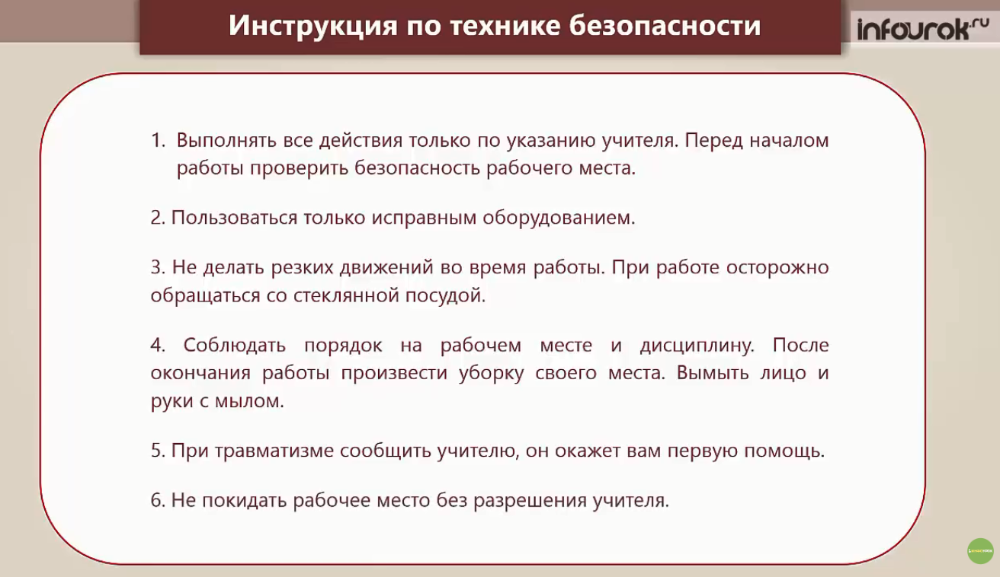 Инструкция по технике безопасности
infourok.ru
1. Выполнять все действия только по указанию учителя. Перед началом
работы проверить безопасность рабочего места.
2. Пользоваться только исправным оборудованием.
3. Не делать резких движений во время работы. При работе осторожно
обращаться со стеклянной посудой.
4. Соблюдать порядок на рабочем месте и дисциплину. После
окончания работы произвести уборку своего места. Вымыть лицо и
руки с мылом.
5. При травматизме сообщить учителю, он окажет вам первую помощь.
6. Не покидать рабочее место без разрешения учителя.